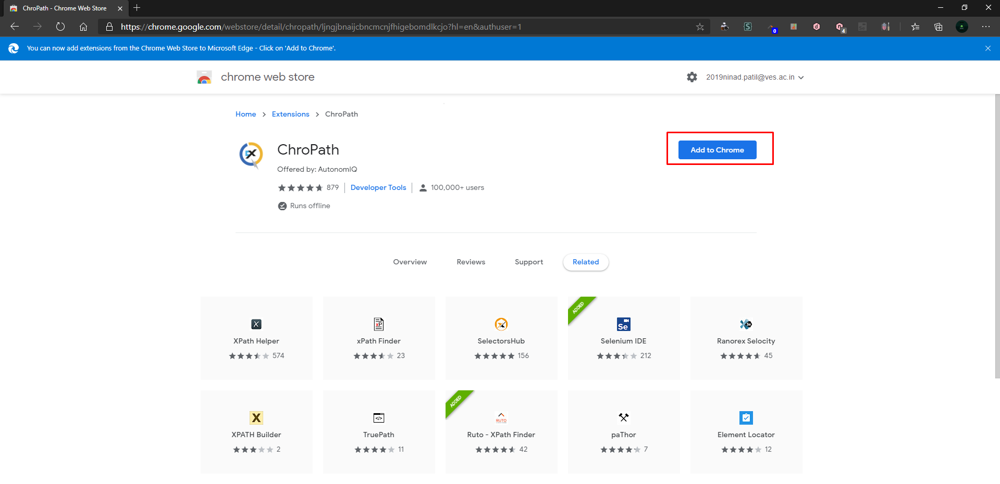 ChroPath - Chrome Web Store
https://chrome.google.com/webstore/detail/chropath/ljngjbnaijcbncmcnjfhigebomdlkcjo?hl=en&authuser=1
0
4
You can now add extensions from the Chrome Web Store to Microsoft Edge - Click on 'Add to Chrome'.
chrome web store
2019ninad.patil@ves.ac.in
Home > Extensions > ChroPath
ChroPath
Add to Chrome
Offered by: AutonomIQ
879 | Developer Tools | 100,000+ users
Runs offline
Overview Reviews Support Related
ADDED
Se
XPath Helper xPath Finder SelectorsHub Selenium IDE Ranorex Selocity
574 23 156 212 45
ADDED
RUTO
XPATH Builder TruePath Ruto - XPath Finder paThor Element Locator
2 11 42 7 12